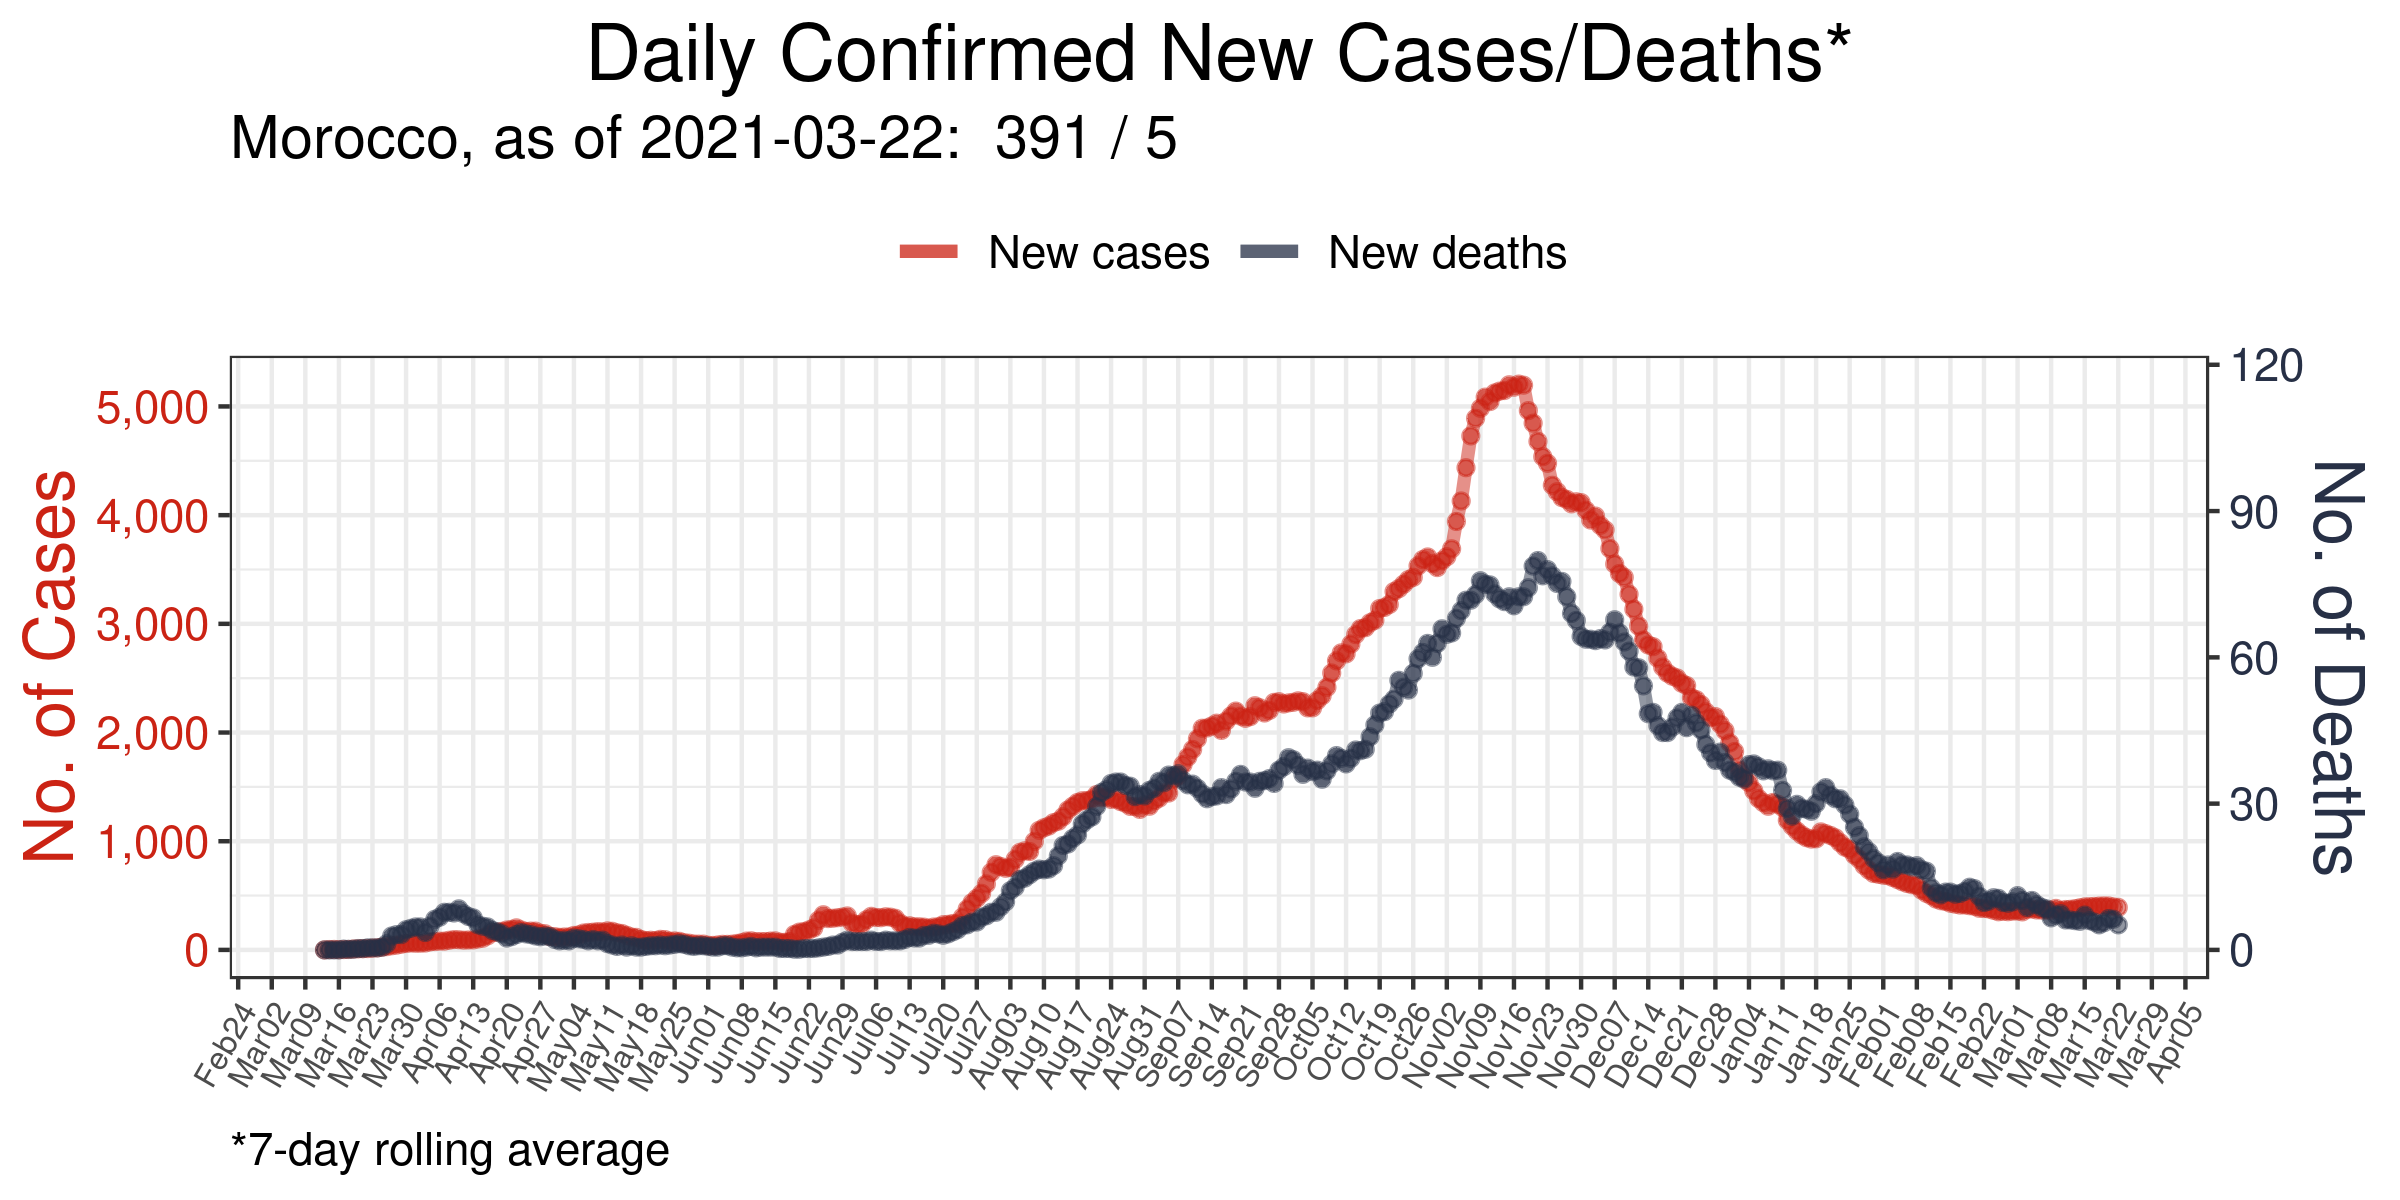 Daily Confirmed New Cases/Deaths*
Morocco, as of 2021-03-22:  391 / 5
New cases
New deaths
No. of Cases
5,000
4,000
3,000
2,000
1,000
0
120
90
60
30
0
No. of Deaths
Feb24
Mar02
Mar09
Mar16
Mar23
Mar30
Apr06
Apr13
Apr20
Apr27
May04
May11
May18
May25
Jun01
Jun08
Jun15
Jun22
Jun29
Jul06
Jul13
Jul20
Jul27
Aug03
Aug10
Aug17
Aug24
Aug31
Sep07
Sep14
Sep21
Sep28
Oct05
Oct12
Oct19
Oct26
Nov02
Nov09
Nov16
Nov23
Nov30
Dec07
Dec14
Dec21
Dec28
Jan04
Jan11
Jan18
Jan25
Feb01
Feb08
Feb15
Feb22
Mar01
Mar08
Mar15
Mar22
Mar29
Apr05
*7-day rolling average